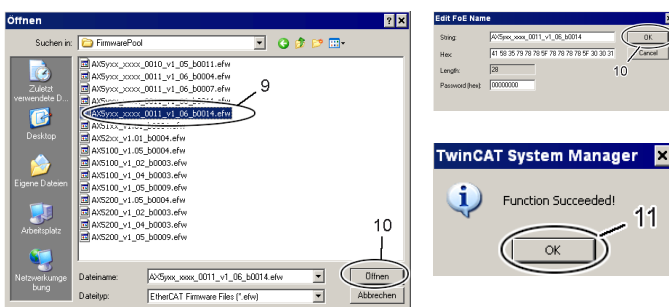 Öffnen
Suchen in:
FirmwarePool
Zuletzt
verwendete D...
Desktop
Eigene Dateien
Arbeitsplatz
Netzwerkumge
bung
AX5yxx_xxxx_0010_v1_05_b0011.efw
AX5yxx_xxxx_0011_v1_06_b0004.efw
AX5yxx_xxxx_0011_v1_06_b0007.efw
AX5yxx_xxxx_0011_v1_06_b0014.efw
AX52xx_v1.01_b0004.efw
AX5100_v1.05_b0004.efw
AX5100_v1_02_b0003.efw
AX5100_v1_04_b0003.efw
AX5100_v1_05_b0009.efw
AX5200_v1.05_b0004.efw
AX5200_v1_02_b0003.efw
AX5200_v1_04_b0003.efw
AX5200_v1_05_b0009.efw
9
10
Dateiname:
AX5yxx_xxxx_0011_v1_06_b0014.efw
Öffnen
Dateityp:
EtherCAT Firmware Files (*.efw)
Abbrechen
Edit FoE Name
String:
AX5yxx_xxxx_0011_v1_06_b0014
OK
Hex:
41 58 35 79 78 78 5F 78 78 78 78 5F 30 30 31
Cancel
Length:
28
10
Password (hex):
00000000
TwinCAT System Manager
Function Succeeded!
11
OK